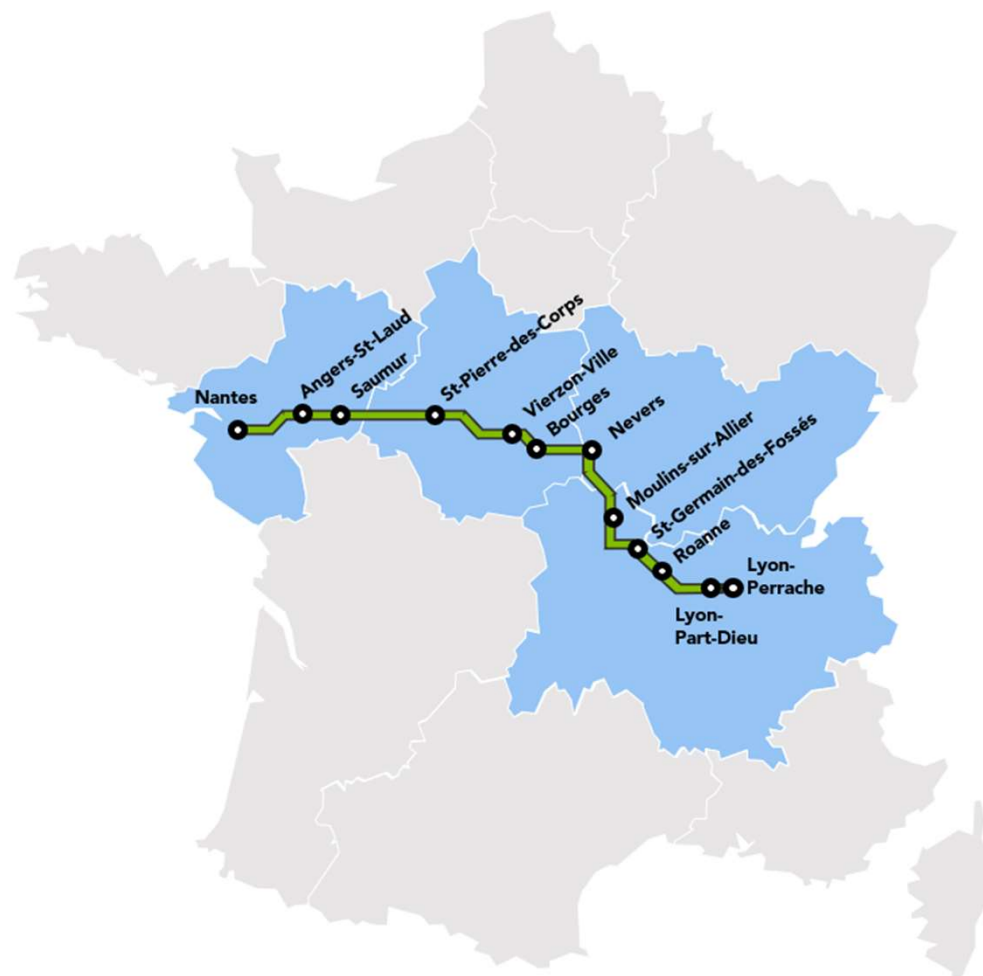 Nantes
Angers-St-Laud
Saumur
St-Pierre-des-Corps
Vierzon-Ville
Bourges
Nevers
Moulins-sur-Allier
St-Germain-des-Fossés
Roanne
Lyon-
Part-Dieu
Lyon-
Perrache